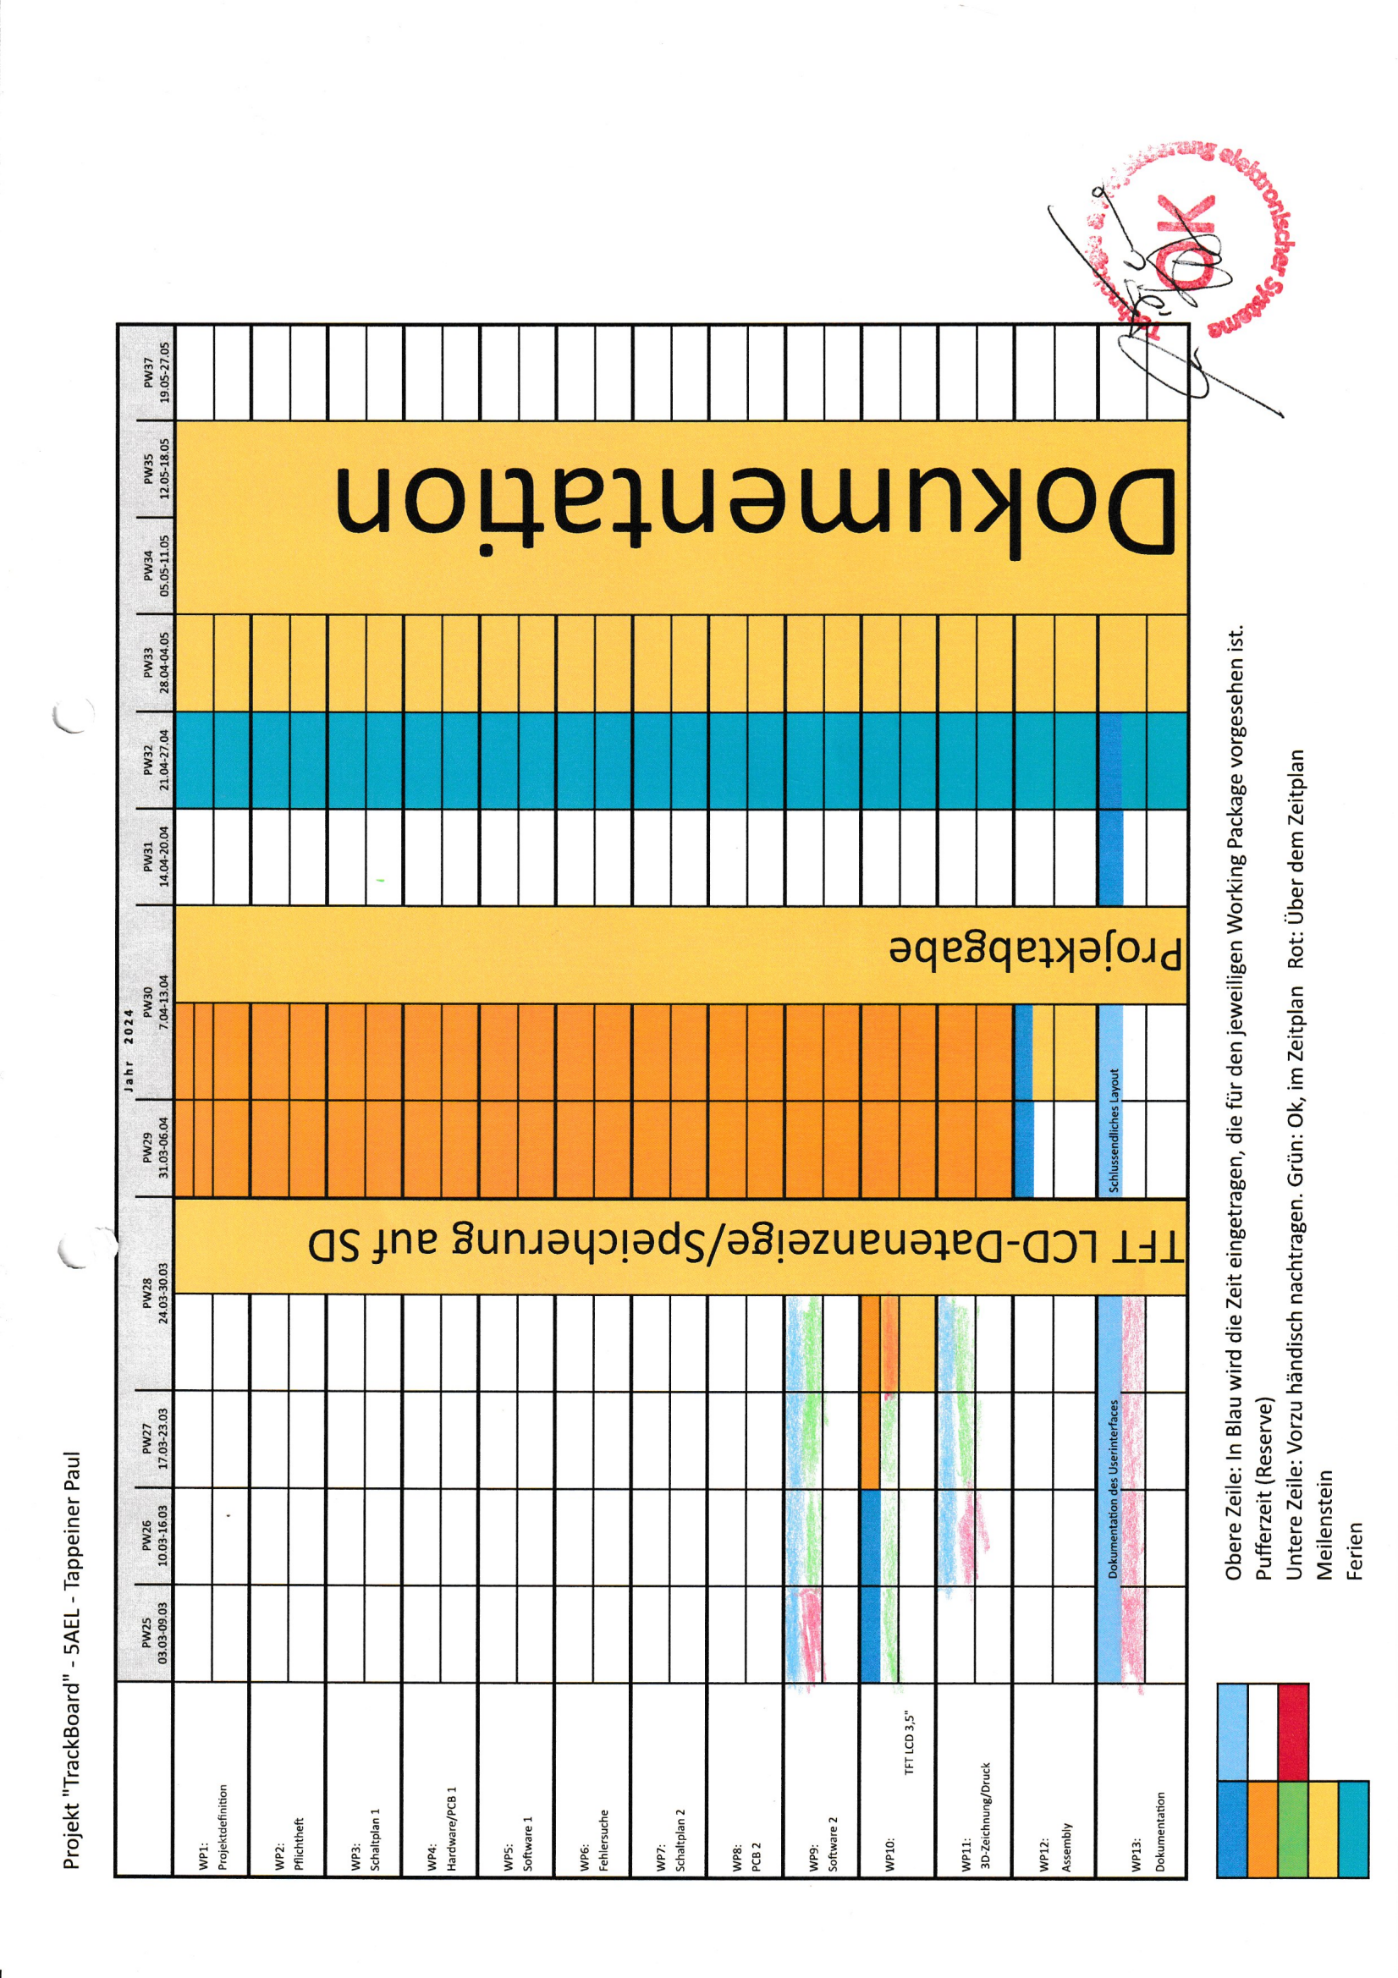 Projekt "TrackBoard" - 5AEL - Tappeiner Paul
Jahr 2024
PW25
03.03-09.03
PW26
10.03-16.03
PW27
17.03-23.03
PW28
24.03-30.03
PW29
31.03-06.04
PW30
7.04-13.04
PW31
14.04-20.04
PW32
21.04-27.04
PW33
28.04-04.05
PW34
05.05-11.05
PW35
12.05-18.05
PW37
19.05-27.05
WP1:
Projektdefinition
WP2:
Pflichtheft
WP3:
Schaltplan 1
WP4:
Hardware/PCB 1
WP5:
Software 1
WP6:
Fehlersuche
WP7:
Schaltplan 2
WP8:
PCB 2
WP9:
Software 2
WP10:
TFT LCD 3,5"
WP11:
3D-Zeichnung/Druck
WP12:
Assembly
WP13:
Dokumentation
Dokumentation des Userinterfaces
Schlussendliches Layout
TFT LCD-Datenanzeige/Speicherung auf SD
Projektabgabe
Dokumentation
Obere Zeile: In Blau wird die Zeit eingetragen, die für den jeweiligen Working Package vorgesehen ist.
Pufferzeit (Reserve)
Untere Zeile: Vorzu händisch nachtragen. Grün: Ok, im Zeitplan Rot: Über dem Zeitplan
Meilenstein
Ferien
OK
elektronischer Systeme